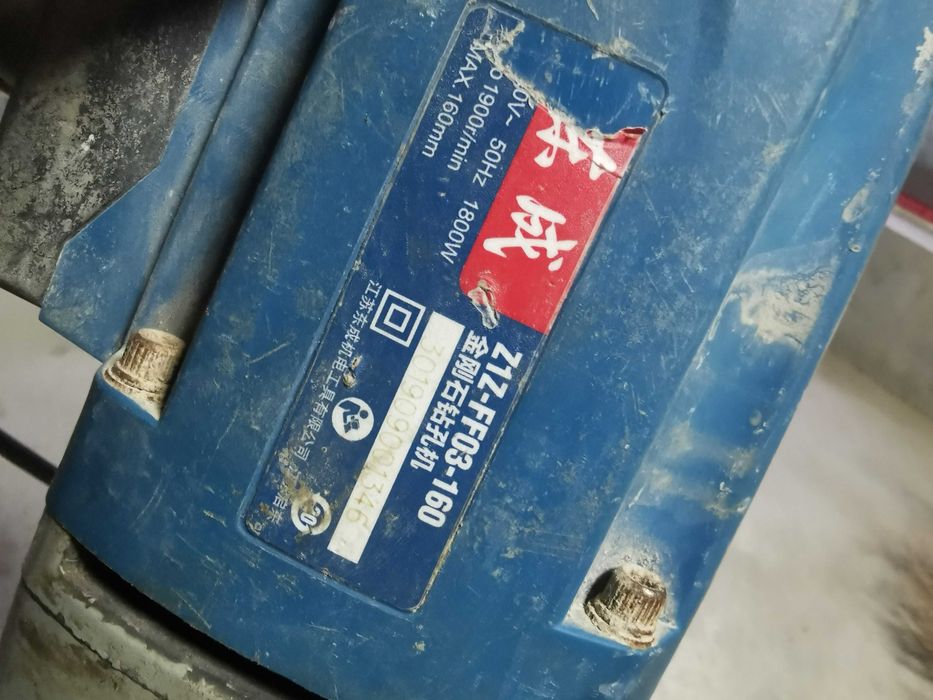 东成
Z1Z-FF03-160
金刚石钻孔机
0V~ 50Hz 1800W
1900r/min
MAX. 160mm
江苏东成机电工具有限公司